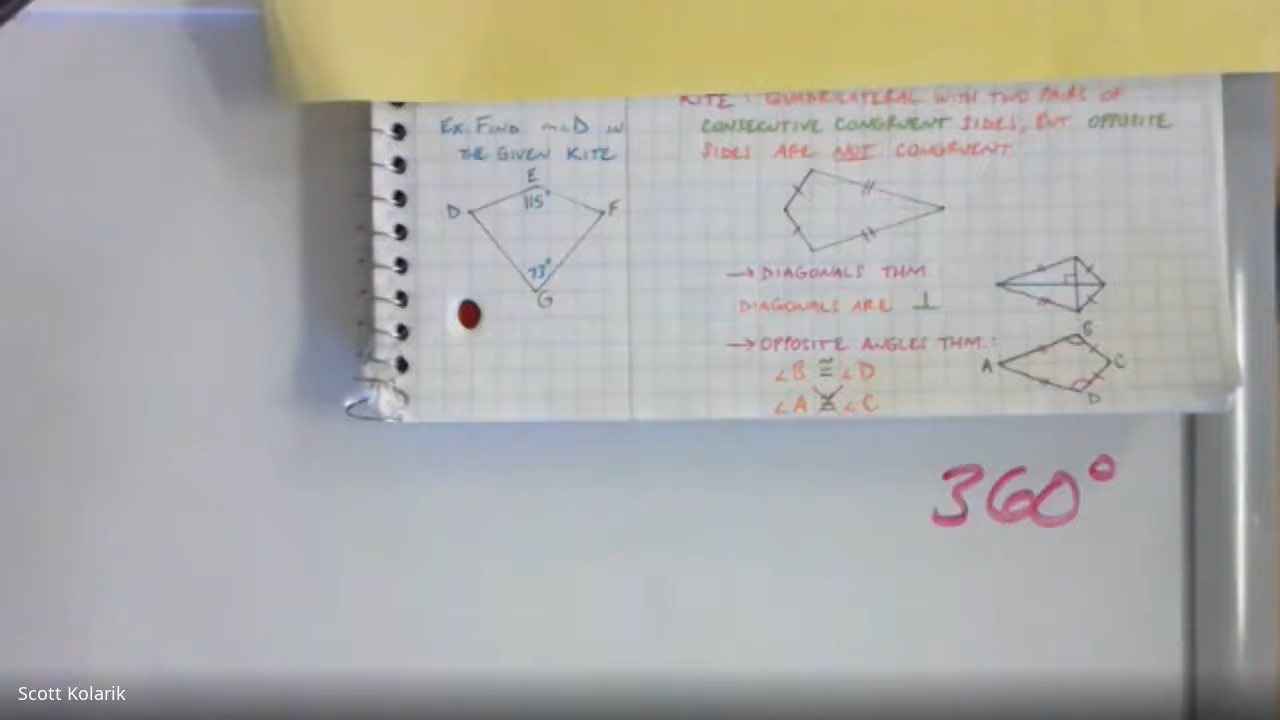 KITE: QUADRILATERAL WITH TWO PAIRS OF
CONSECUTIVE CONGRUENT SIDES, BUT OPPOSITE
SIDES ARE NOT CONGRUENT
EX. FIND m∠D IN
THE GIVEN KITE
E
115°
D
F
73°
G
→ DIAGONALS THM.
DIAGONALS ARE ⊥
→ OPPOSITE ANGLES THM.:
∠B ≅ ∠D
∠A ≇ ∠C
B
A
C
D
360°
Scott Kolarik